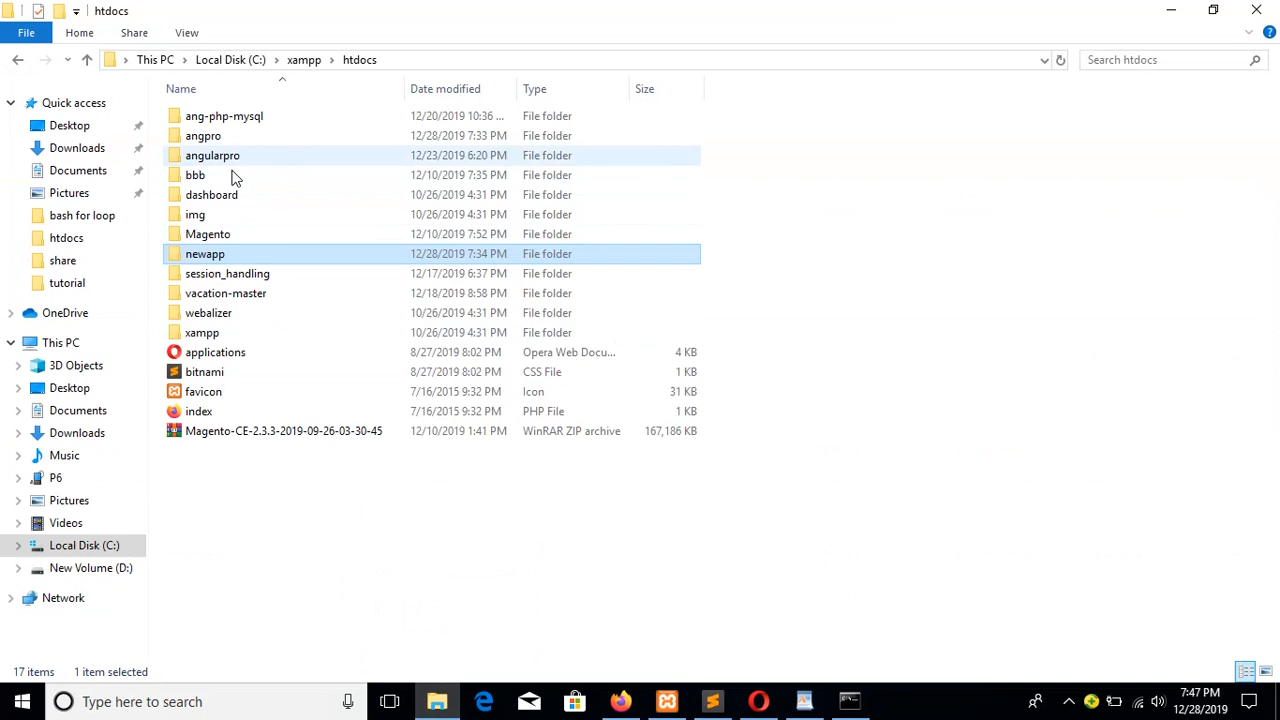 htdocs
File Home Share View
This PC Local Disk (C:) xampp htdocs Search htdocs
Name Date modified Type Size
Quick access
Desktop
Downloads
Documents
Pictures
bash for loop
htdocs
share
tutorial
OneDrive
This PC
3D Objects
Desktop
Documents
Downloads
Music
P6
Pictures
Videos
Local Disk (C:)
New Volume (D:)
Network
ang-php-mysql 12/20/2019 10:36 ... File folder
angpro 12/28/2019 7:33 PM File folder
angularpro 12/23/2019 6:20 PM File folder
bbb 12/10/2019 7:35 PM File folder
dashboard 10/26/2019 4:31 PM File folder
img 10/26/2019 4:31 PM File folder
Magento 12/10/2019 7:52 PM File folder
newapp 12/28/2019 7:34 PM File folder
session_handling 12/17/2019 6:37 PM File folder
vacation-master 12/18/2019 8:58 PM File folder
webalizer 10/26/2019 4:31 PM File folder
xampp 10/26/2019 4:31 PM File folder
applications 8/27/2019 8:02 PM Opera Web Docu... 4 KB
bitnami 8/27/2019 8:02 PM CSS File 1 KB
favicon 7/16/2015 9:32 PM Icon 31 KB
index 7/16/2015 9:32 PM PHP File 1 KB
Magento-CE-2.3.3-2019-09-26-03-30-45 12/10/2019 1:41 PM WinRAR ZIP archive 167,186 KB
17 items 1 item selected
Type here to search
7:47 PM
12/28/2019